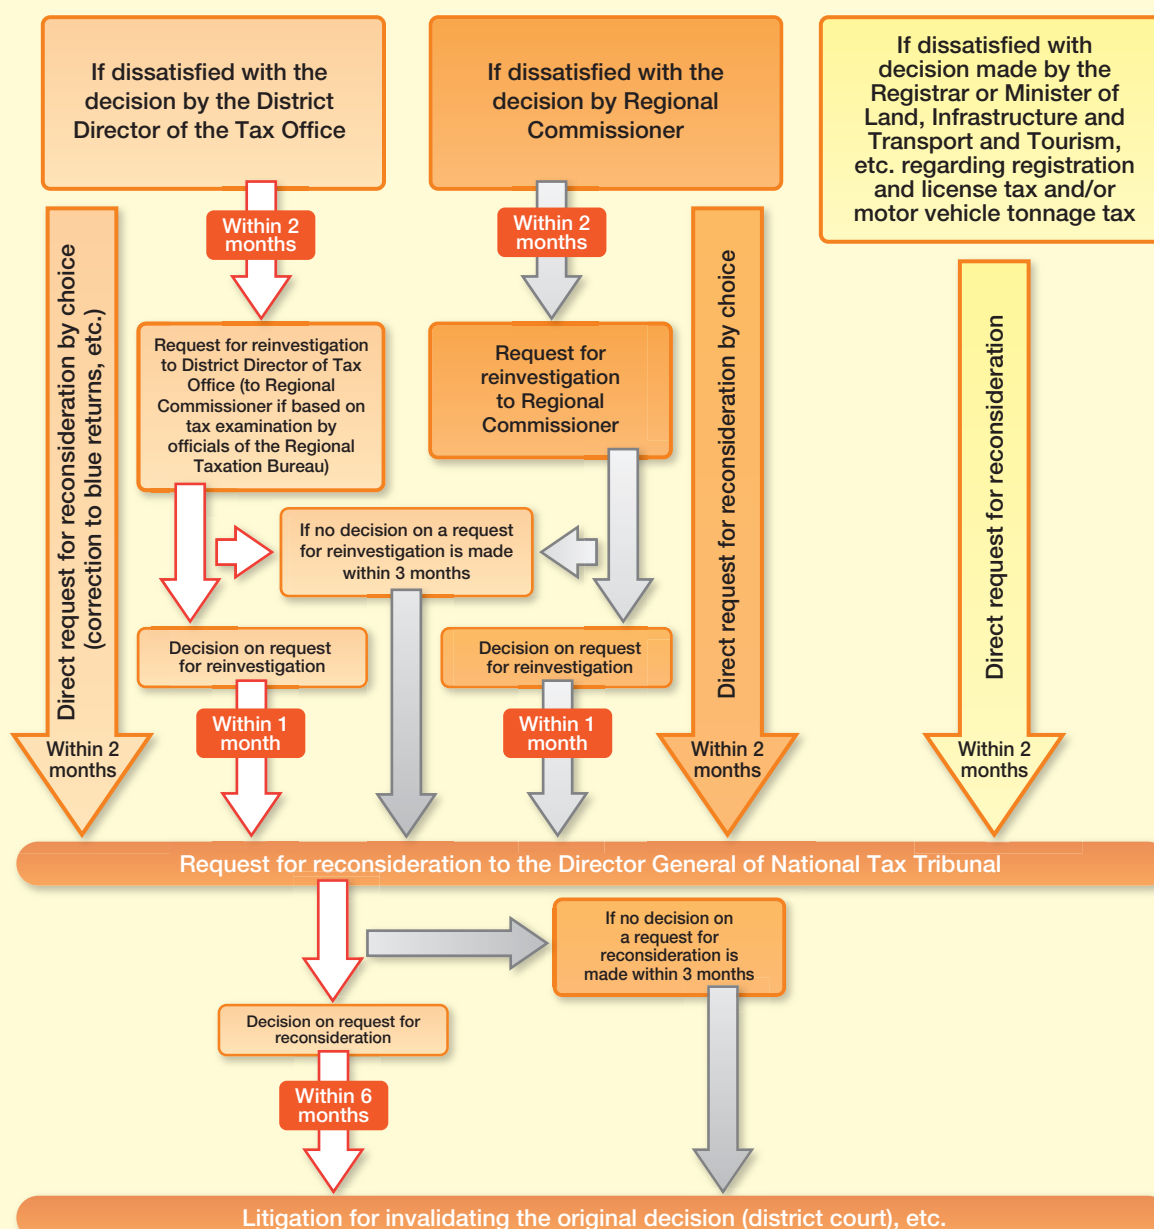 If dissatisfied with the
decision by the District
Director of the Tax Office
If dissatisfied with the
decision by Regional
Commissioner
If dissatisfied with
decision made by the
Registrar or Minister of
Land, Infrastructure and
Transport and Tourism,
etc. regarding registration
and license tax and/or
motor vehicle tonnage tax
Within 2
months
Within 2
months
Direct request for reconsideration by choice
(correction to blue returns, etc.)
Within 2
months
Request for reinvestigation
to District Director of Tax
Office (to Regional
Commissioner if based on
tax examination by
officials of the Regional
Taxation Bureau)
Request for
reinvestigation
to Regional
Commissioner
Direct request for reconsideration by choice
Within 2
months
Direct request for reconsideration
Within 2
months
If no decision on a request
for reinvestigation is made
within 3 months
Decision on request
for reinvestigation
Decision on request
for reinvestigation
Within 1
month
Within 1
month
Request for reconsideration to the Director General of National Tax Tribunal
If no decision on
a request for
reconsideration is
made within 3 months
Decision on request for
reconsideration
Within 6
months
Litigation for invalidating the original decision (district court), etc.